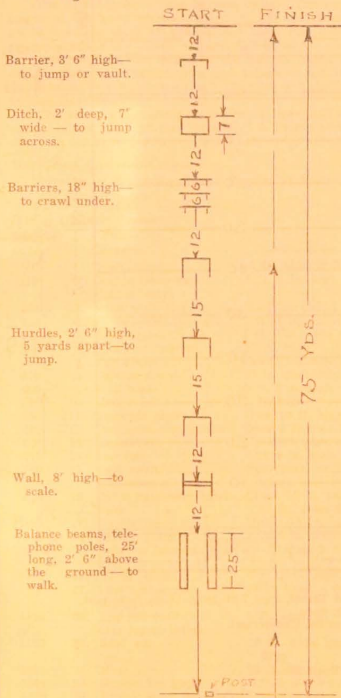 START FINISH
12
Barrier, 3' 6" high—
to jump or vault.
12
Ditch, 2' deep, 7'
wide — to jump
across.
7
12
Barriers, 18" high—
to crawl under.
6
6
12
15
Hurdles, 2' 6" high,
5 yards apart—to
jump.
15
75 YDS.
12
Wall, 8' high—to
scale.
12
Balance beams, tele-
phone poles, 25'
long, 2' 6" above
the ground — to
walk.
25
POST